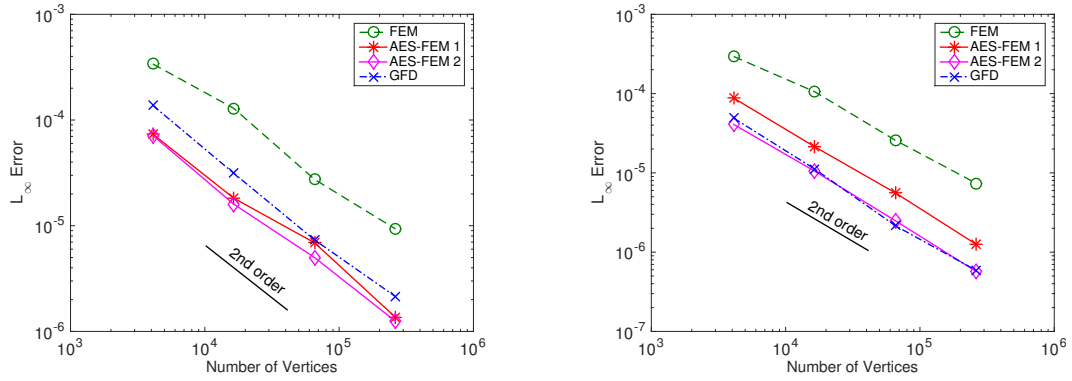 10^-3
10^-4
10^-5
10^-6
L∞ Error
FEM
AES-FEM 1
AES-FEM 2
GFD
2nd order
10^3
10^4
10^5
10^6
Number of Vertices
10^-3
10^-4
10^-5
10^-6
10^-7
L∞ Error
FEM
AES-FEM 1
AES-FEM 2
GFD
2nd order
10^3
10^4
10^5
10^6
Number of Vertices